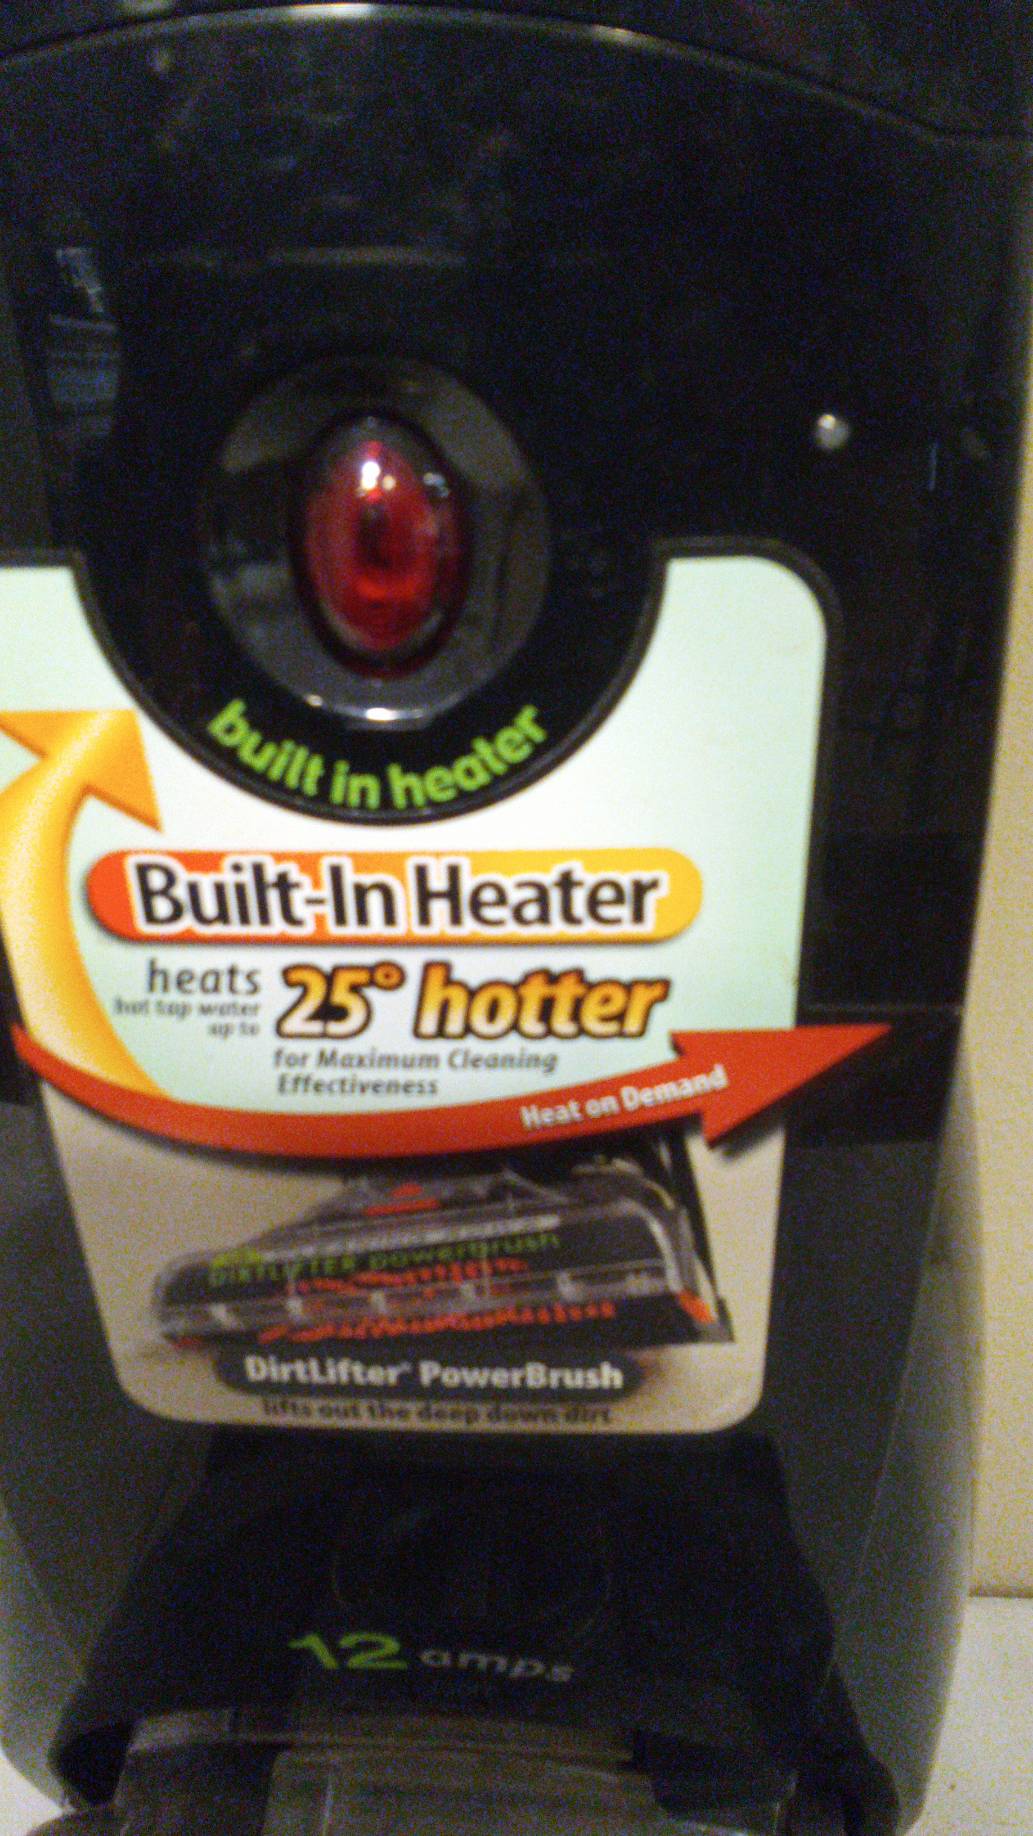 built in heater
Built-In Heater
heats
hot tap water
up to
25° hotter
for Maximum Cleaning
Effectiveness
Heat on Demand
DIRTLIFTER powerbrush
DirtLifter® PowerBrush
lifts out the deep down dirt
12 amps